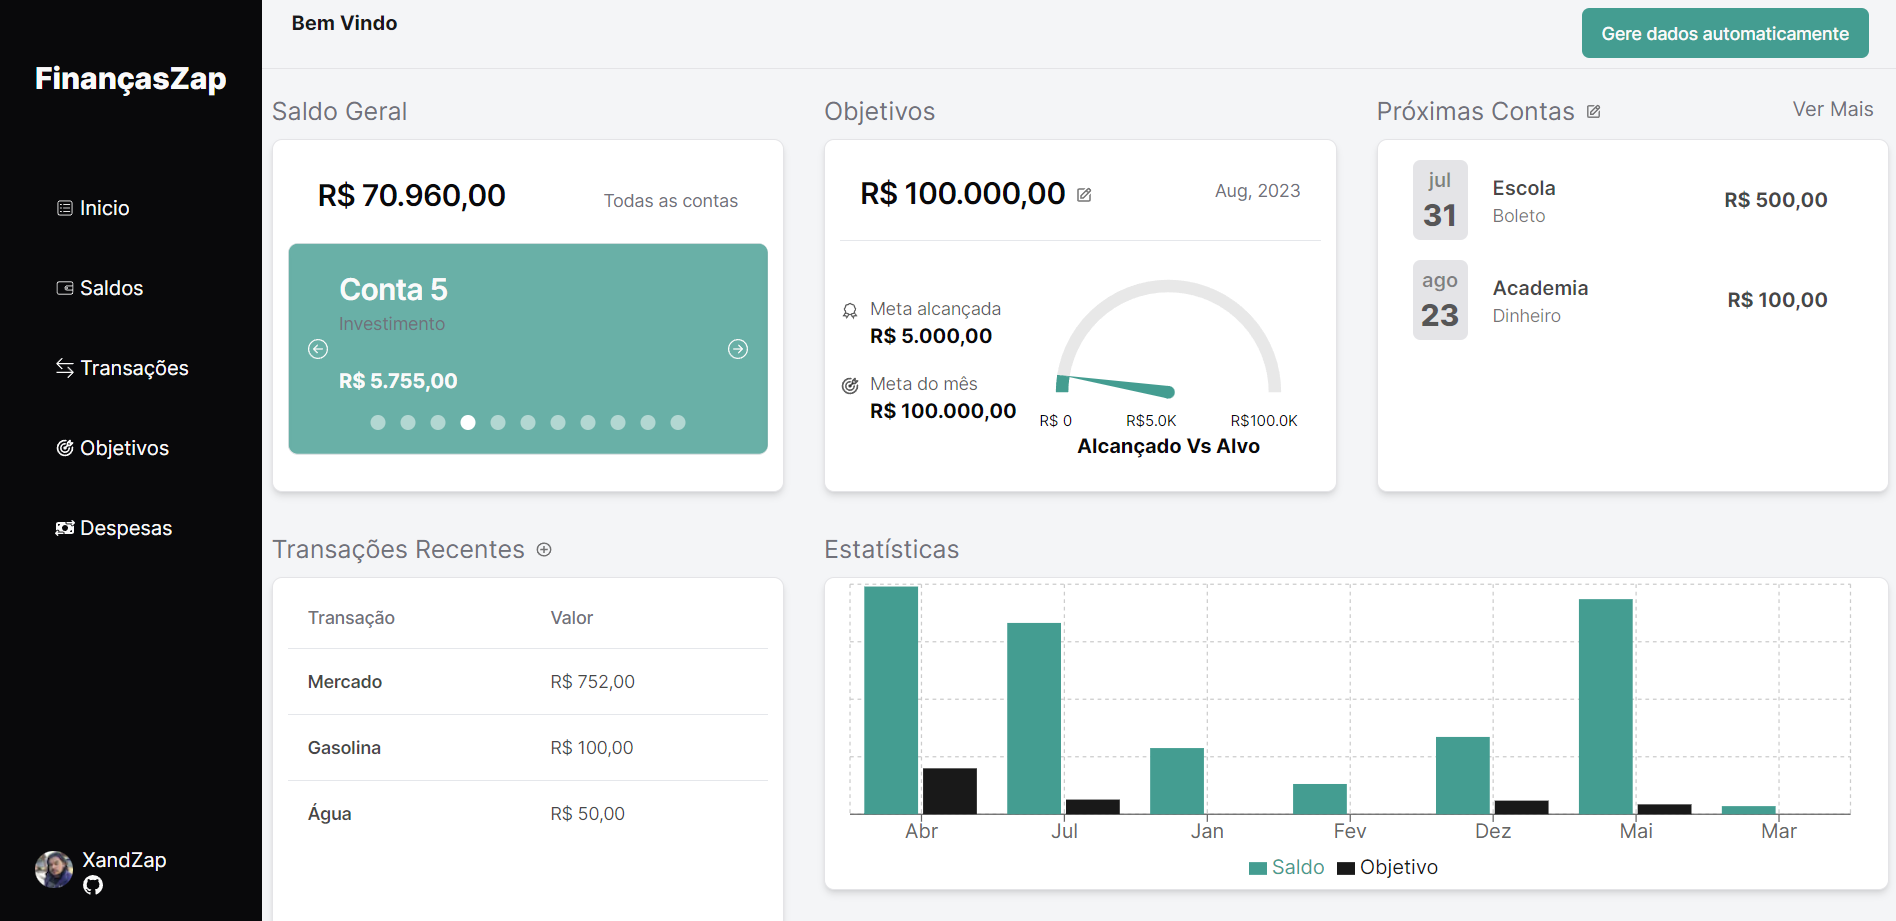 FinançasZap
Inicio
Saldos
Transações
Objetivos
Despesas
XandZap
Bem Vindo
Gere dados automaticamente
Saldo Geral
R$ 70.960,00
Todas as contas
Conta 5
Investimento
R$ 5.755,00
Objetivos
R$ 100.000,00
Aug, 2023
Meta alcançada
R$ 5.000,00
Meta do mês
R$ 100.000,00
R$ 0 R$5.0K R$100.0K
Alcançado Vs Alvo
Próximas Contas
Ver Mais
jul
31
Escola
Boleto
R$ 500,00
ago
23
Academia
Dinheiro
R$ 100,00
Transações Recentes
Transação Valor
Mercado R$ 752,00
Gasolina R$ 100,00
Água R$ 50,00
Estatísticas
Abr Jul Jan Fev Dez Mai Mar
Saldo Objetivo